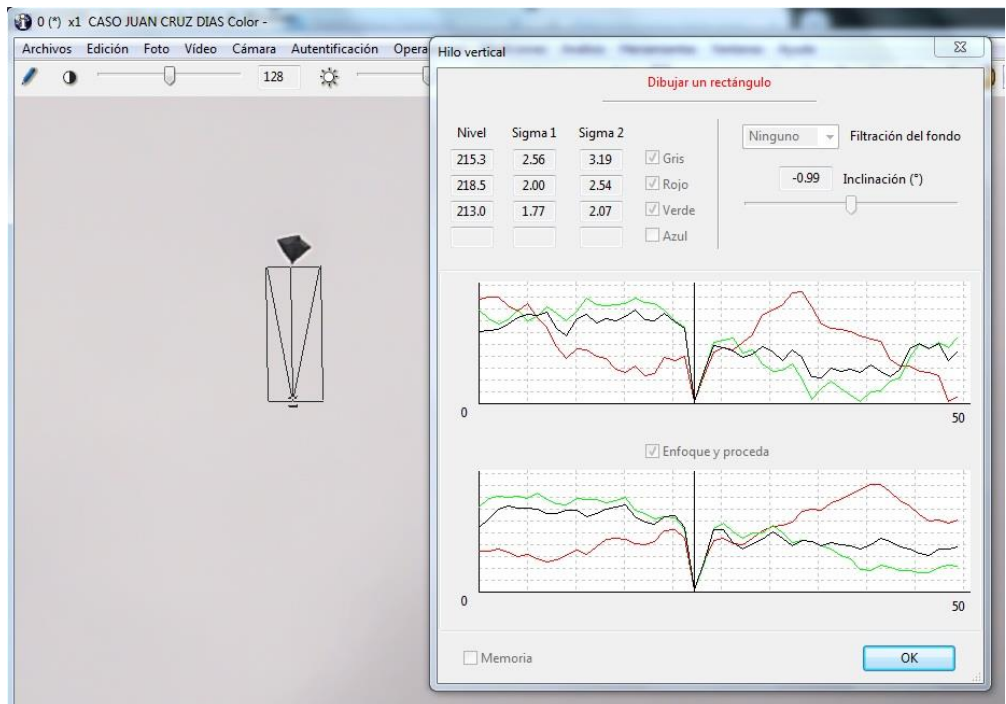 0 (*) x1 CASO JUAN CRUZ DIAS Color -
Archivos Edición Foto Vídeo Cámara Autentificación Opera
128
Hilo vertical
Dibujar un rectángulo
Nivel Sigma 1 Sigma 2
215.3 2.56 3.19 Gris
218.5 2.00 2.54 Rojo
213.0 1.77 2.07 Verde
Azul
Ninguno Filtración del fondo
-0.99 Inclinación (°)
0 50
Enfoque y proceda
0 50
Memoria
OK